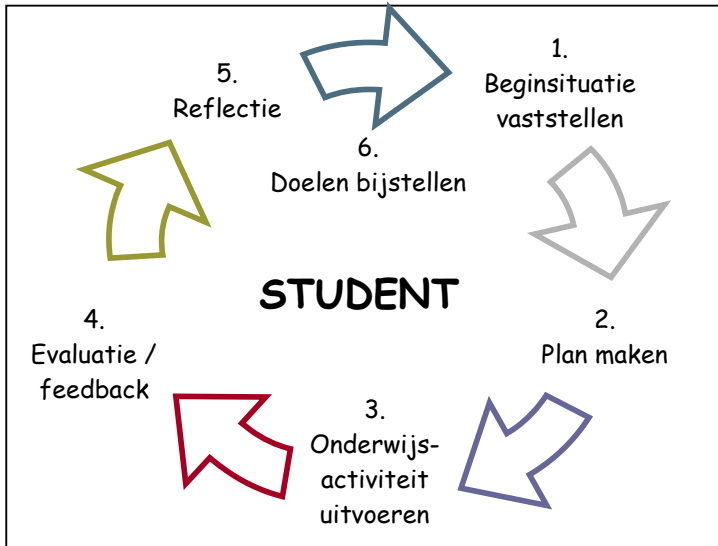 1.
Beginsituatie
vaststellen
2.
Plan maken
3.
Onderwijs-
activiteit
uitvoeren
4.
Evaluatie /
feedback
5.
Reflectie
6.
Doelen bijstellen
STUDENT